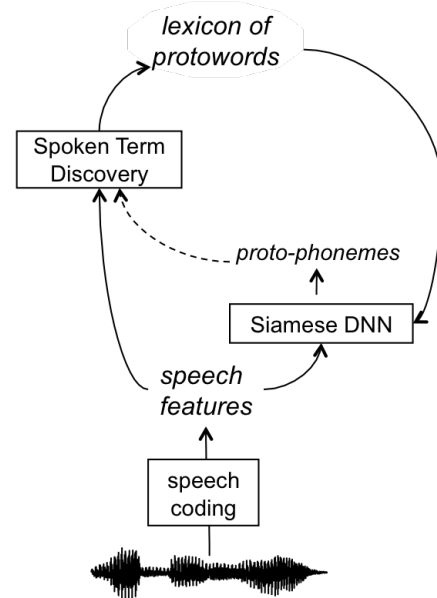 lexicon of
protowords
Spoken Term
Discovery
proto-phonemes
Siamese DNN
speech
features
speech
coding